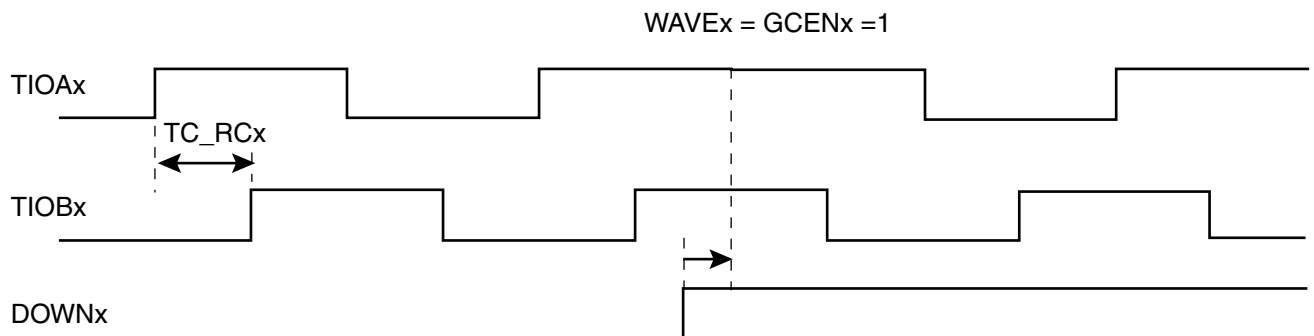 WAVEx = GCENx =1
TIOAx
TC_RCx
TIOBx
DOWNx